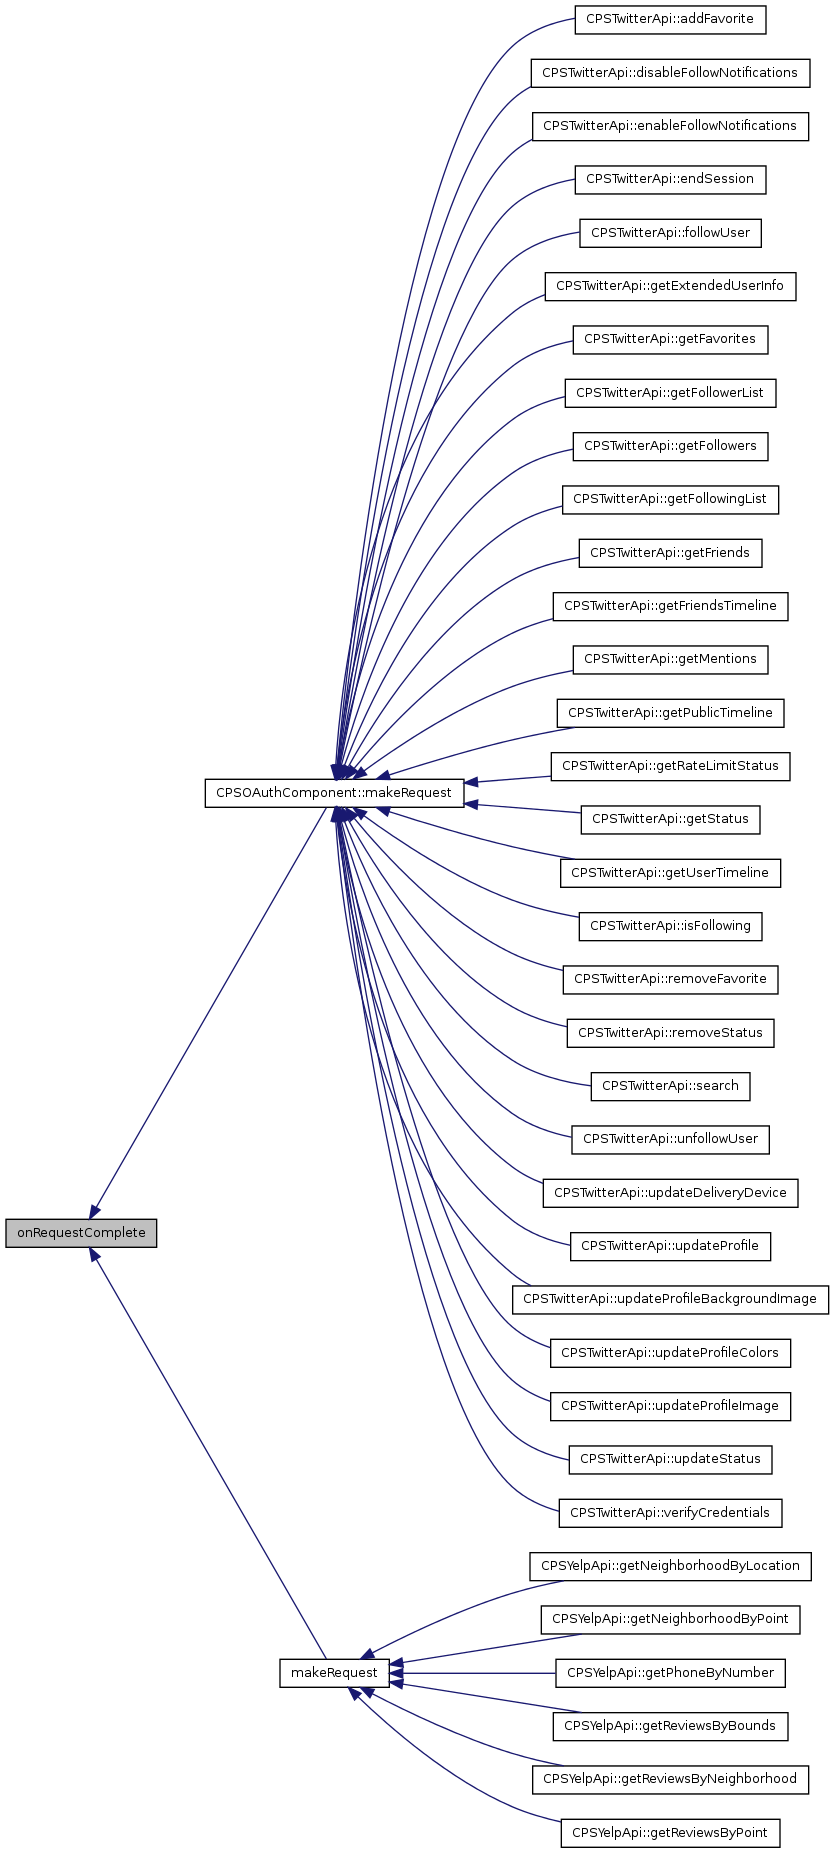 CPSTwitterApi::addFavorite
CPSTwitterApi::disableFollowNotifications
CPSTwitterApi::enableFollowNotifications
CPSTwitterApi::endSession
CPSTwitterApi::followUser
CPSTwitterApi::getExtendedUserInfo
CPSTwitterApi::getFavorites
CPSTwitterApi::getFollowerList
CPSTwitterApi::getFollowers
CPSTwitterApi::getFollowingList
CPSTwitterApi::getFriends
CPSTwitterApi::getFriendsTimeline
CPSTwitterApi::getMentions
CPSTwitterApi::getPublicTimeline
CPSTwitterApi::getRateLimitStatus
CPSOAuthComponent::makeRequest
CPSTwitterApi::getStatus
CPSTwitterApi::getUserTimeline
CPSTwitterApi::isFollowing
CPSTwitterApi::removeFavorite
CPSTwitterApi::removeStatus
CPSTwitterApi::search
CPSTwitterApi::unfollowUser
CPSTwitterApi::updateDeliveryDevice
onRequestComplete
CPSTwitterApi::updateProfile
CPSTwitterApi::updateProfileBackgroundImage
CPSTwitterApi::updateProfileColors
CPSTwitterApi::updateProfileImage
CPSTwitterApi::updateStatus
CPSTwitterApi::verifyCredentials
CPSYelpApi::getNeighborhoodByLocation
CPSYelpApi::getNeighborhoodByPoint
makeRequest
CPSYelpApi::getPhoneByNumber
CPSYelpApi::getReviewsByBounds
CPSYelpApi::getReviewsByNeighborhood
CPSYelpApi::getReviewsByPoint